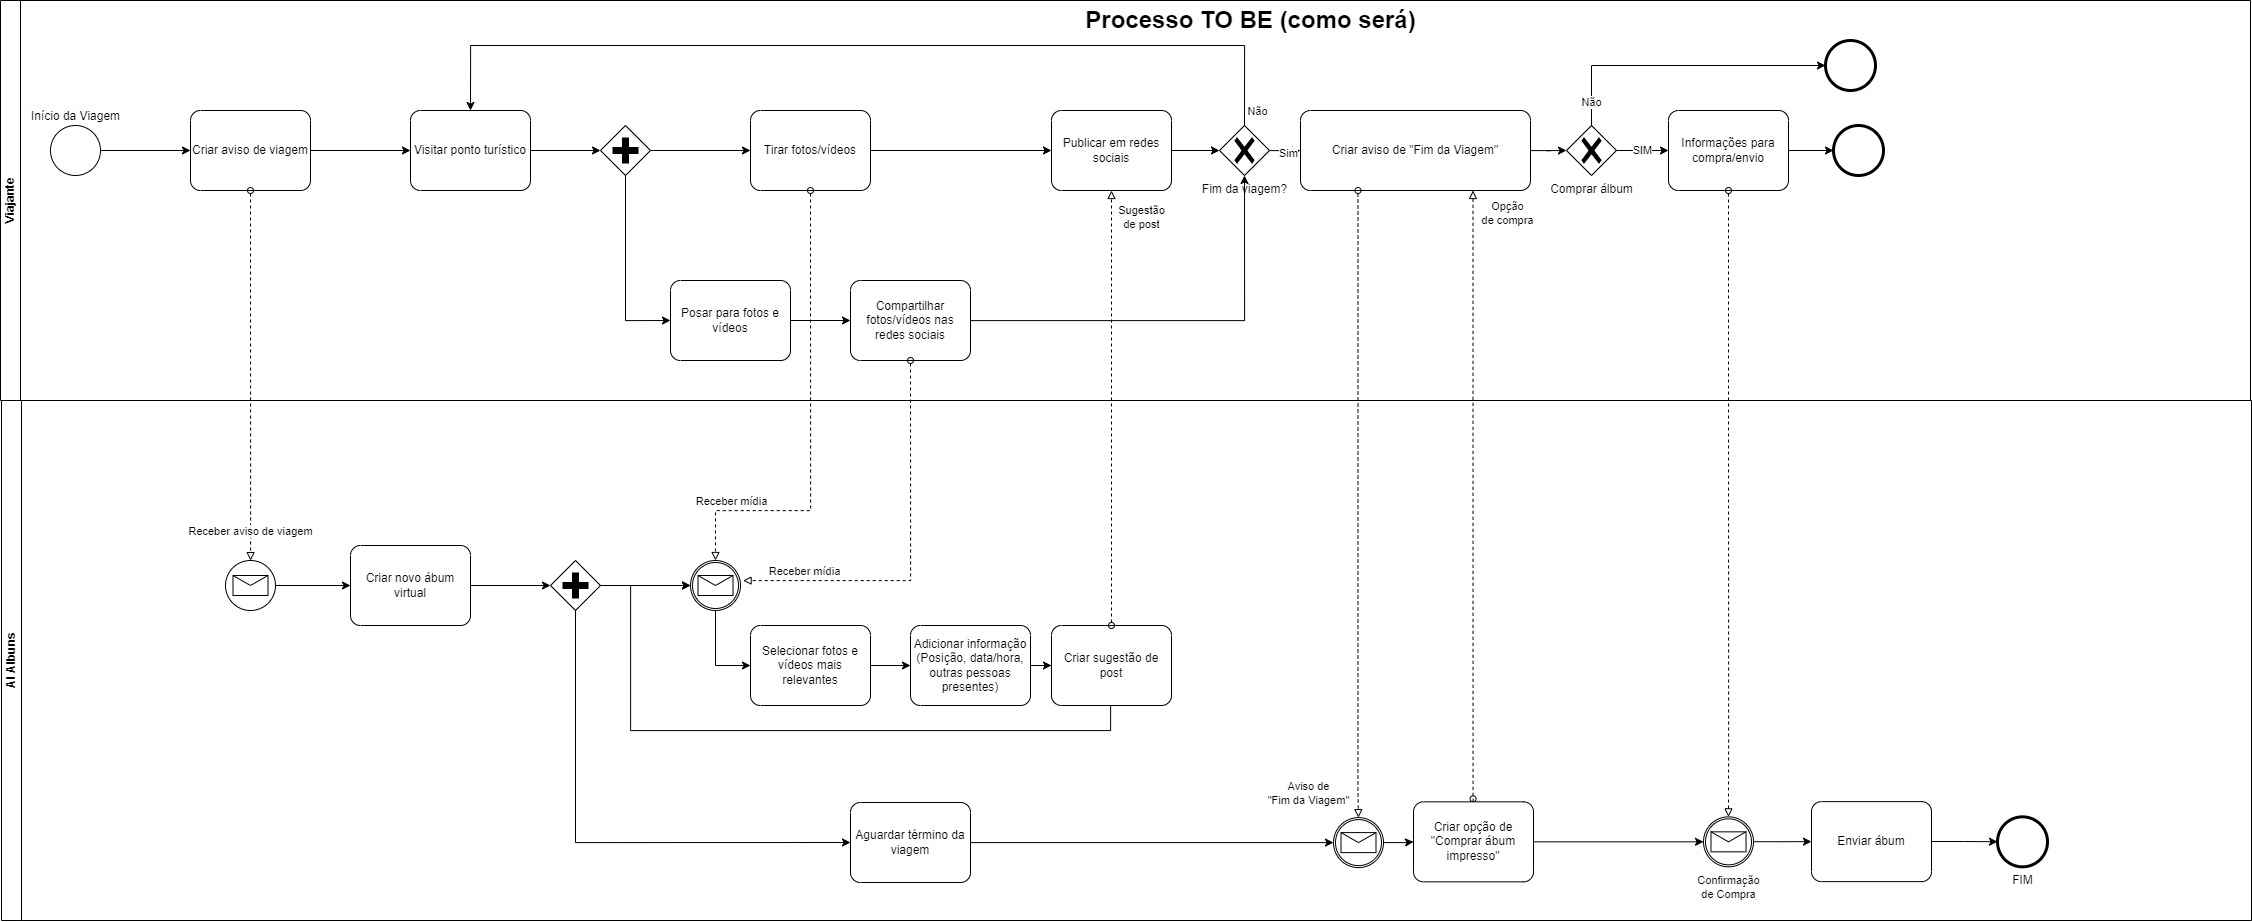 Processo TO BE (como será)
Viajante
Início da Viagem
Criar aviso de viagem
Visitar ponto turístico
Tirar fotos/vídeos
Publicar em redes
sociais
Não
Fim da viagem?
Sim
Criar aviso de "Fim da Viagem"
Não
SIM
Comprar álbum
Informações para
compra/envio
Sugestão
de post
Opção
de compra
Posar para fotos e
vídeos
Compartilhar
fotos/vídeos nas
redes sociais
AI Albuns
Receber aviso de viagem
Receber mídia
Receber mídia
Criar novo ábum
virtual
Selecionar fotos e
vídeos mais
relevantes
Adicionar informação
(Posição, data/hora,
outras pessoas
presentes)
Criar sugestão de
post
Aguardar término da
viagem
Aviso de
"Fim da Viagem"
Criar opção de
"Comprar ábum
impresso"
Confirmação
de Compra
Enviar ábum
FIM